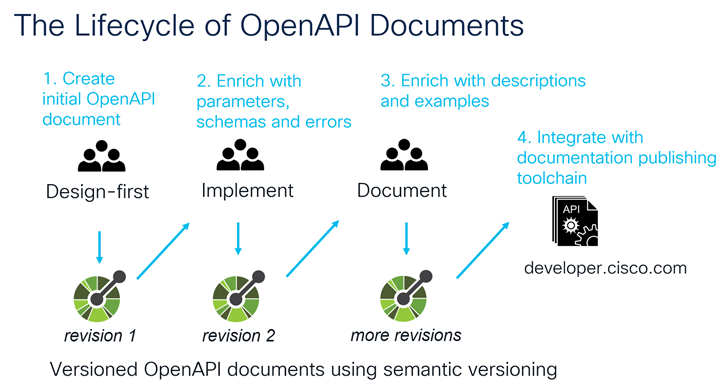 The Lifecycle of OpenAPI Documents
1. Create
initial OpenAPI
document
2. Enrich with
parameters,
schemas and errors
3. Enrich with descriptions
and examples
4. Integrate with
documentation publishing
toolchain
Design-first
Implement
Document
API
developer.cisco.com
revision 1
revision 2
more revisions
Versioned OpenAPI documents using semantic versioning